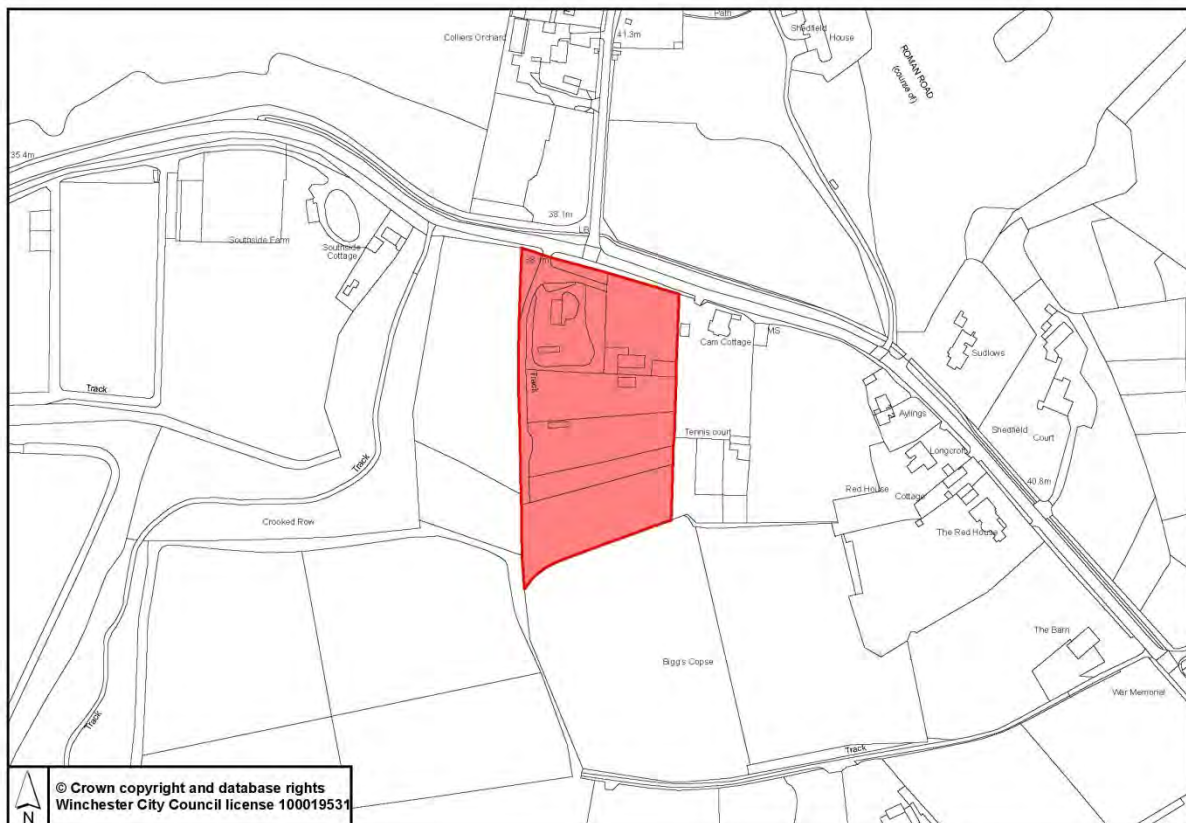 Path
Shedfield
House
Colliers Orchard
41.3m
ROMAN ROAD
(course of)
35.4m
38.1m
LB
Southside Farm
Southside
Cottage
Cam Cottage
MS
Sudlows
Track
Track
Aylings
Shedfield
Court
Tennis court
Longcroft
Track
Red House
Cottage
40.8m
Crooked Row
The Red House
The Barn
Bigg's Copse
War Memorial
Track
Track
N
© Crown copyright and database rights
Winchester City Council license 100019531